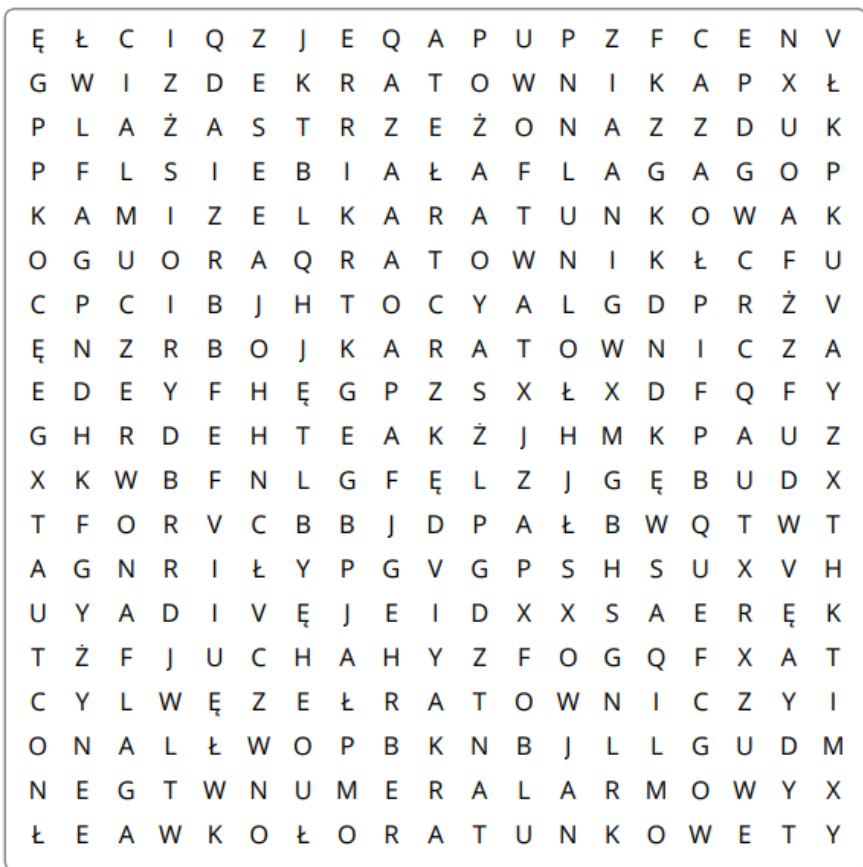 Ę Ł C I Q Z J E Q A P U P Z F C E N V
G W I Z D E K R A T O W N I K A P X Ł
P L A Ż A S T R Z E Ż O N A Z Z D U K
P F L S I E B I A Ł A F L A G A G O P
K A M I Z E L K A R A T U N K O W A K
O G U O R A Q R A T O W N I K Ł C F U
C P C I B J H T O C Y A L G D P R Ż V
Ę N Z R B O J K A R A T O W N I C Z A
E D E Y F H Ę G P Z S X Ł X D F Q F Y
G H R D E H T E A K Ż J H M K P A U Z
X K W B F N L G F Ę L Z J G Ę B U D X
T F O R V C B B J D P A Ł B W Q T W T
A G N R I Ł Y P G V G P S H S U X V H
U Y A D I V Ę J E I D X X S A E R Ę K
T Ż F J U C H A H Y Z F O G Q F X A T
C Y L W Ę Z E Ł R A T O W N I C Z Y I
O N A L Ł W O P B K N B J L L G U D M
N E G T W N U M E R A L A R M O W Y X
Ł E A W K O Ł O R A T U N K O W E T Y